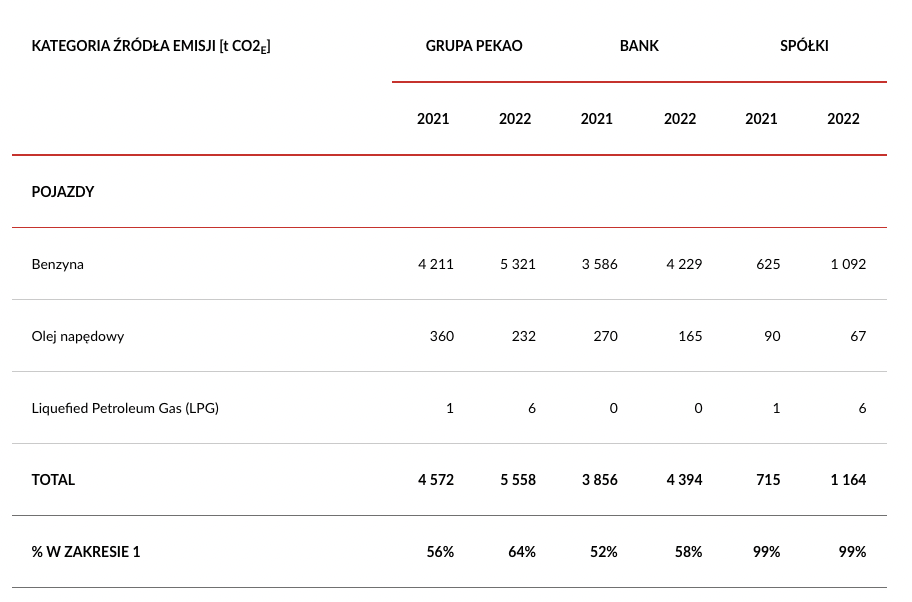 KATEGORIA ŹRÓDŁA EMISJI [t CO2E] GRUPA PEKAO BANK SPÓŁKI
2021 2022 2021 2022 2021 2022
POJAZDY
Benzyna 4 211 5 321 3 586 4 229 625 1 092
Olej napędowy 360 232 270 165 90 67
Liquefied Petroleum Gas (LPG) 1 6 0 0 1 6
TOTAL 4 572 5 558 3 856 4 394 715 1 164
% W ZAKRESIE 1 56% 64% 52% 58% 99% 99%